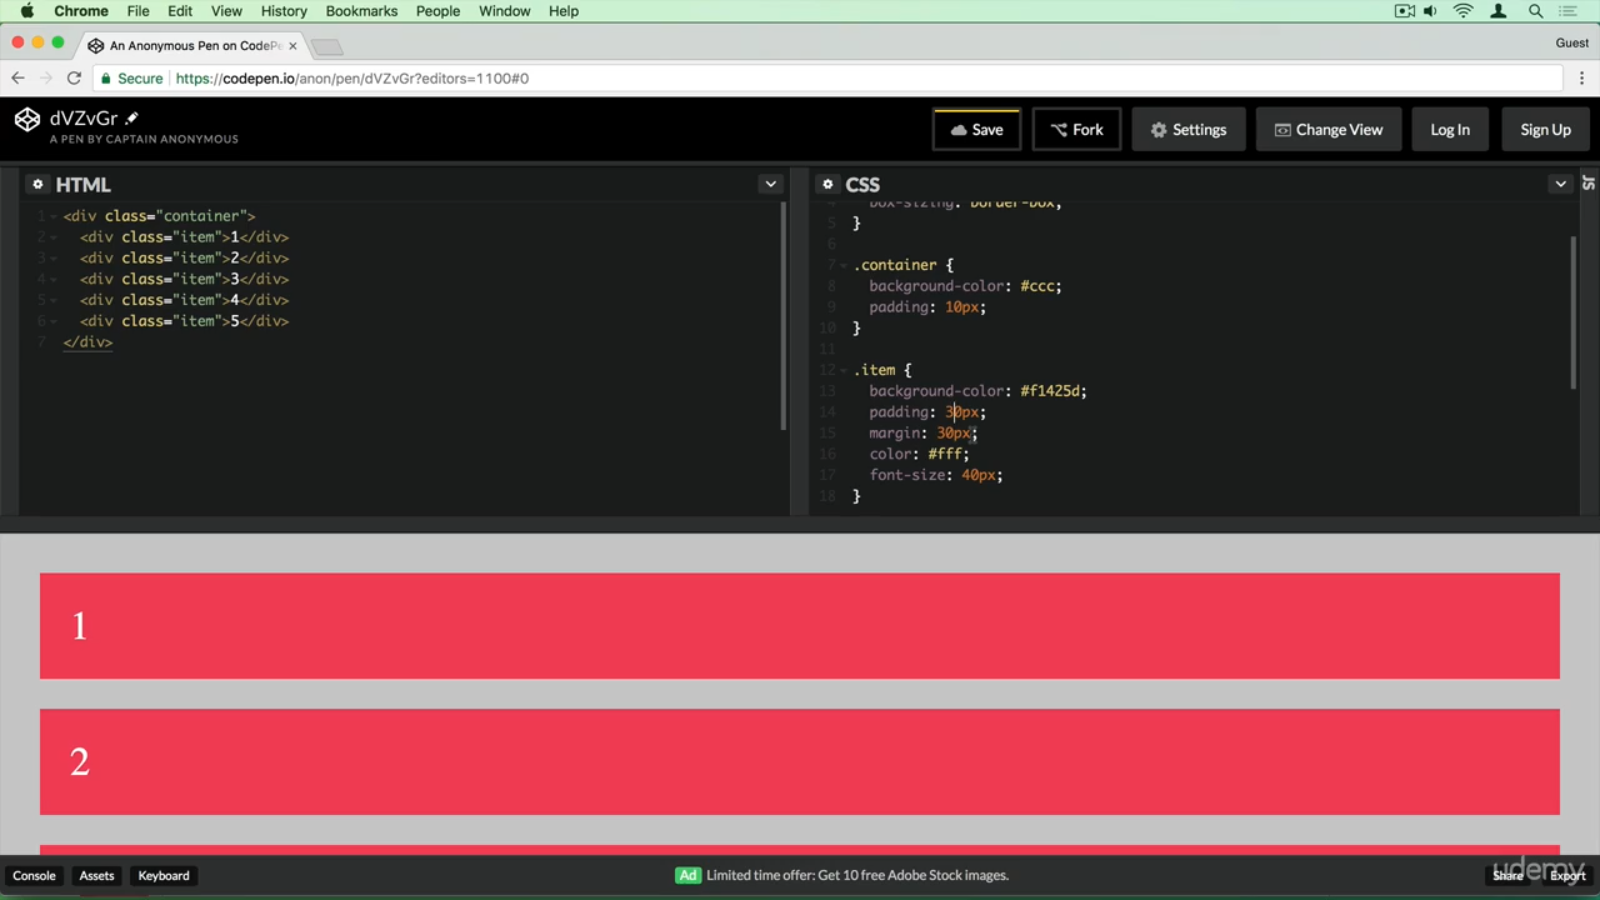 Chrome File Edit View History Bookmarks People Window Help
An Anonymous Pen on CodePe
Guest
Secure https://codepen.io/anon/pen/dVZvGr?editors=1100#0
dVZvGr
A PEN BY CAPTAIN ANONYMOUS
Save Fork Settings Change View Log In Sign Up
HTML
1 <div class="container">
2 <div class="item">1</div>
3 <div class="item">2</div>
4 <div class="item">3</div>
5 <div class="item">4</div>
6 <div class="item">5</div>
7 </div>
CSS
JS
4 box-sizing: border-box;
5 }
6
7 .container {
8 background-color: #ccc;
9 padding: 10px;
10 }
11
12 .item {
13 background-color: #f1425d;
14 padding: 30px;
15 margin: 30px;
16 color: #fff;
17 font-size: 40px;
18 }
1
2
Console Assets Keyboard
Ad Limited time offer: Get 10 free Adobe Stock images.
Share Export
udemy